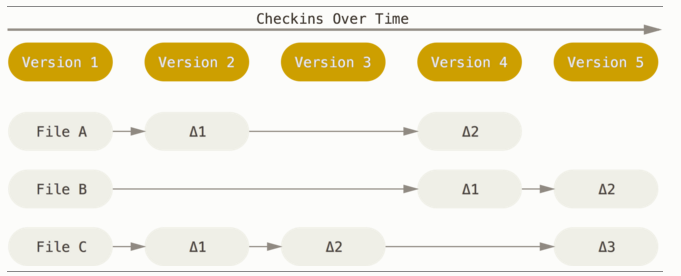 Checkins Over Time
Version 1 Version 2 Version 3 Version 4 Version 5
File A Δ1 Δ2
File B Δ1 Δ2
File C Δ1 Δ2 Δ3